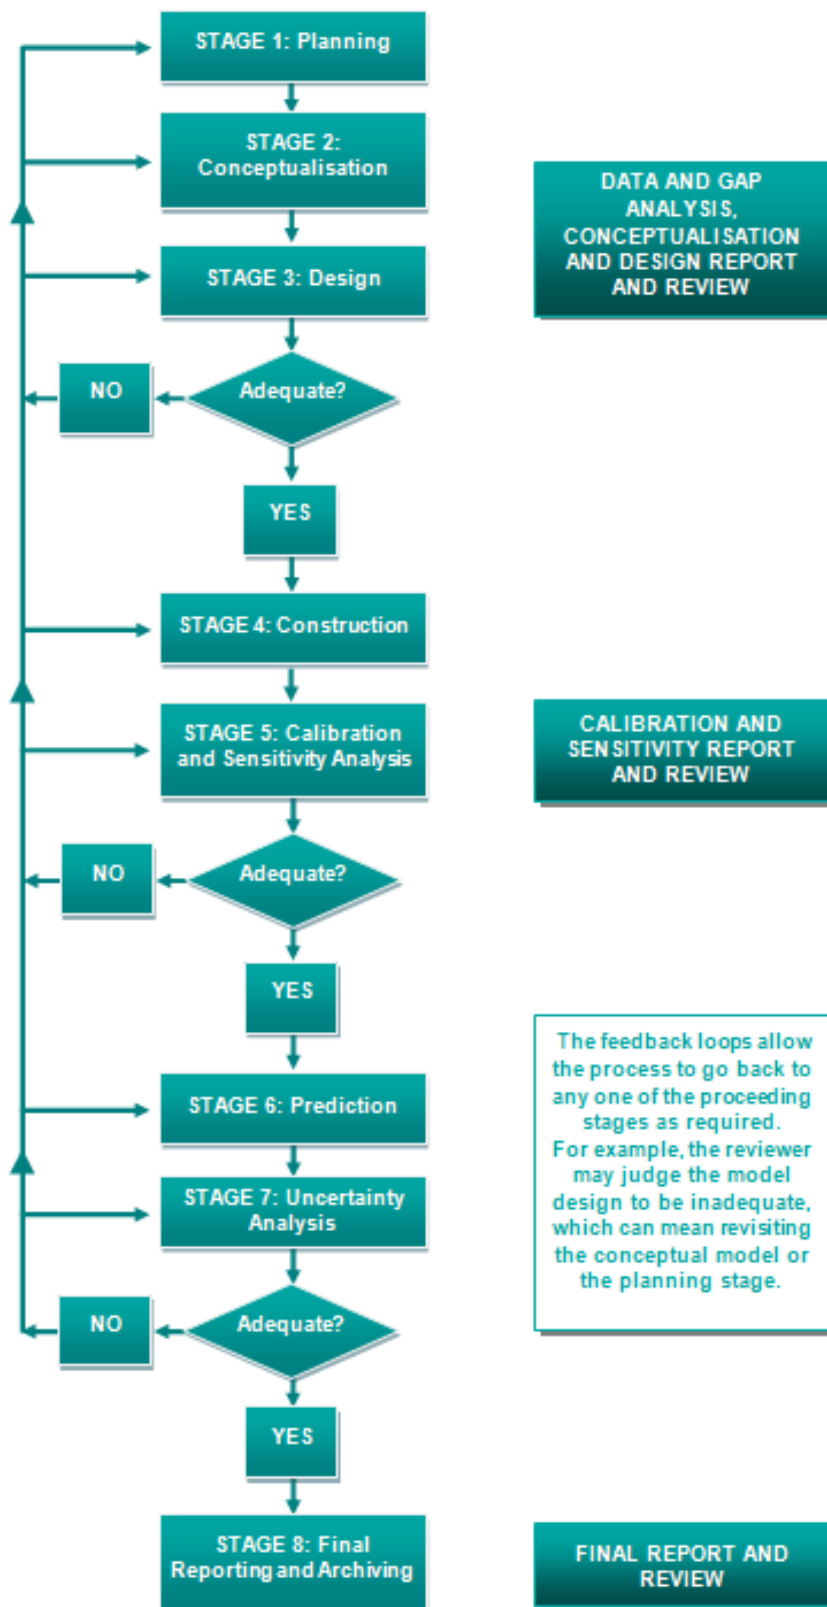 STAGE 1: Planning
STAGE 2:
Conceptualisation
DATA AND GAP
ANALYSIS,
CONCEPTUALISATION
AND DESIGN REPORT
AND REVIEW
STAGE 3: Design
Adequate?
NO
YES
STAGE 4: Construction
STAGE 5: Calibration
and Sensitivity Analysis
CALIBRATION AND
SENSITIVITY REPORT
AND REVIEW
Adequate?
NO
YES
The feedback loops allow
the process to go back to
any one of the proceeding
stages as required.
For example, the reviewer
may judge the model
design to be inadequate,
which can mean revisiting
the conceptual model or
the planning stage.
STAGE 6: Prediction
STAGE 7: Uncertainty
Analysis
Adequate?
NO
YES
STAGE 8: Final
Reporting and Archiving
FINAL REPORT AND
REVIEW